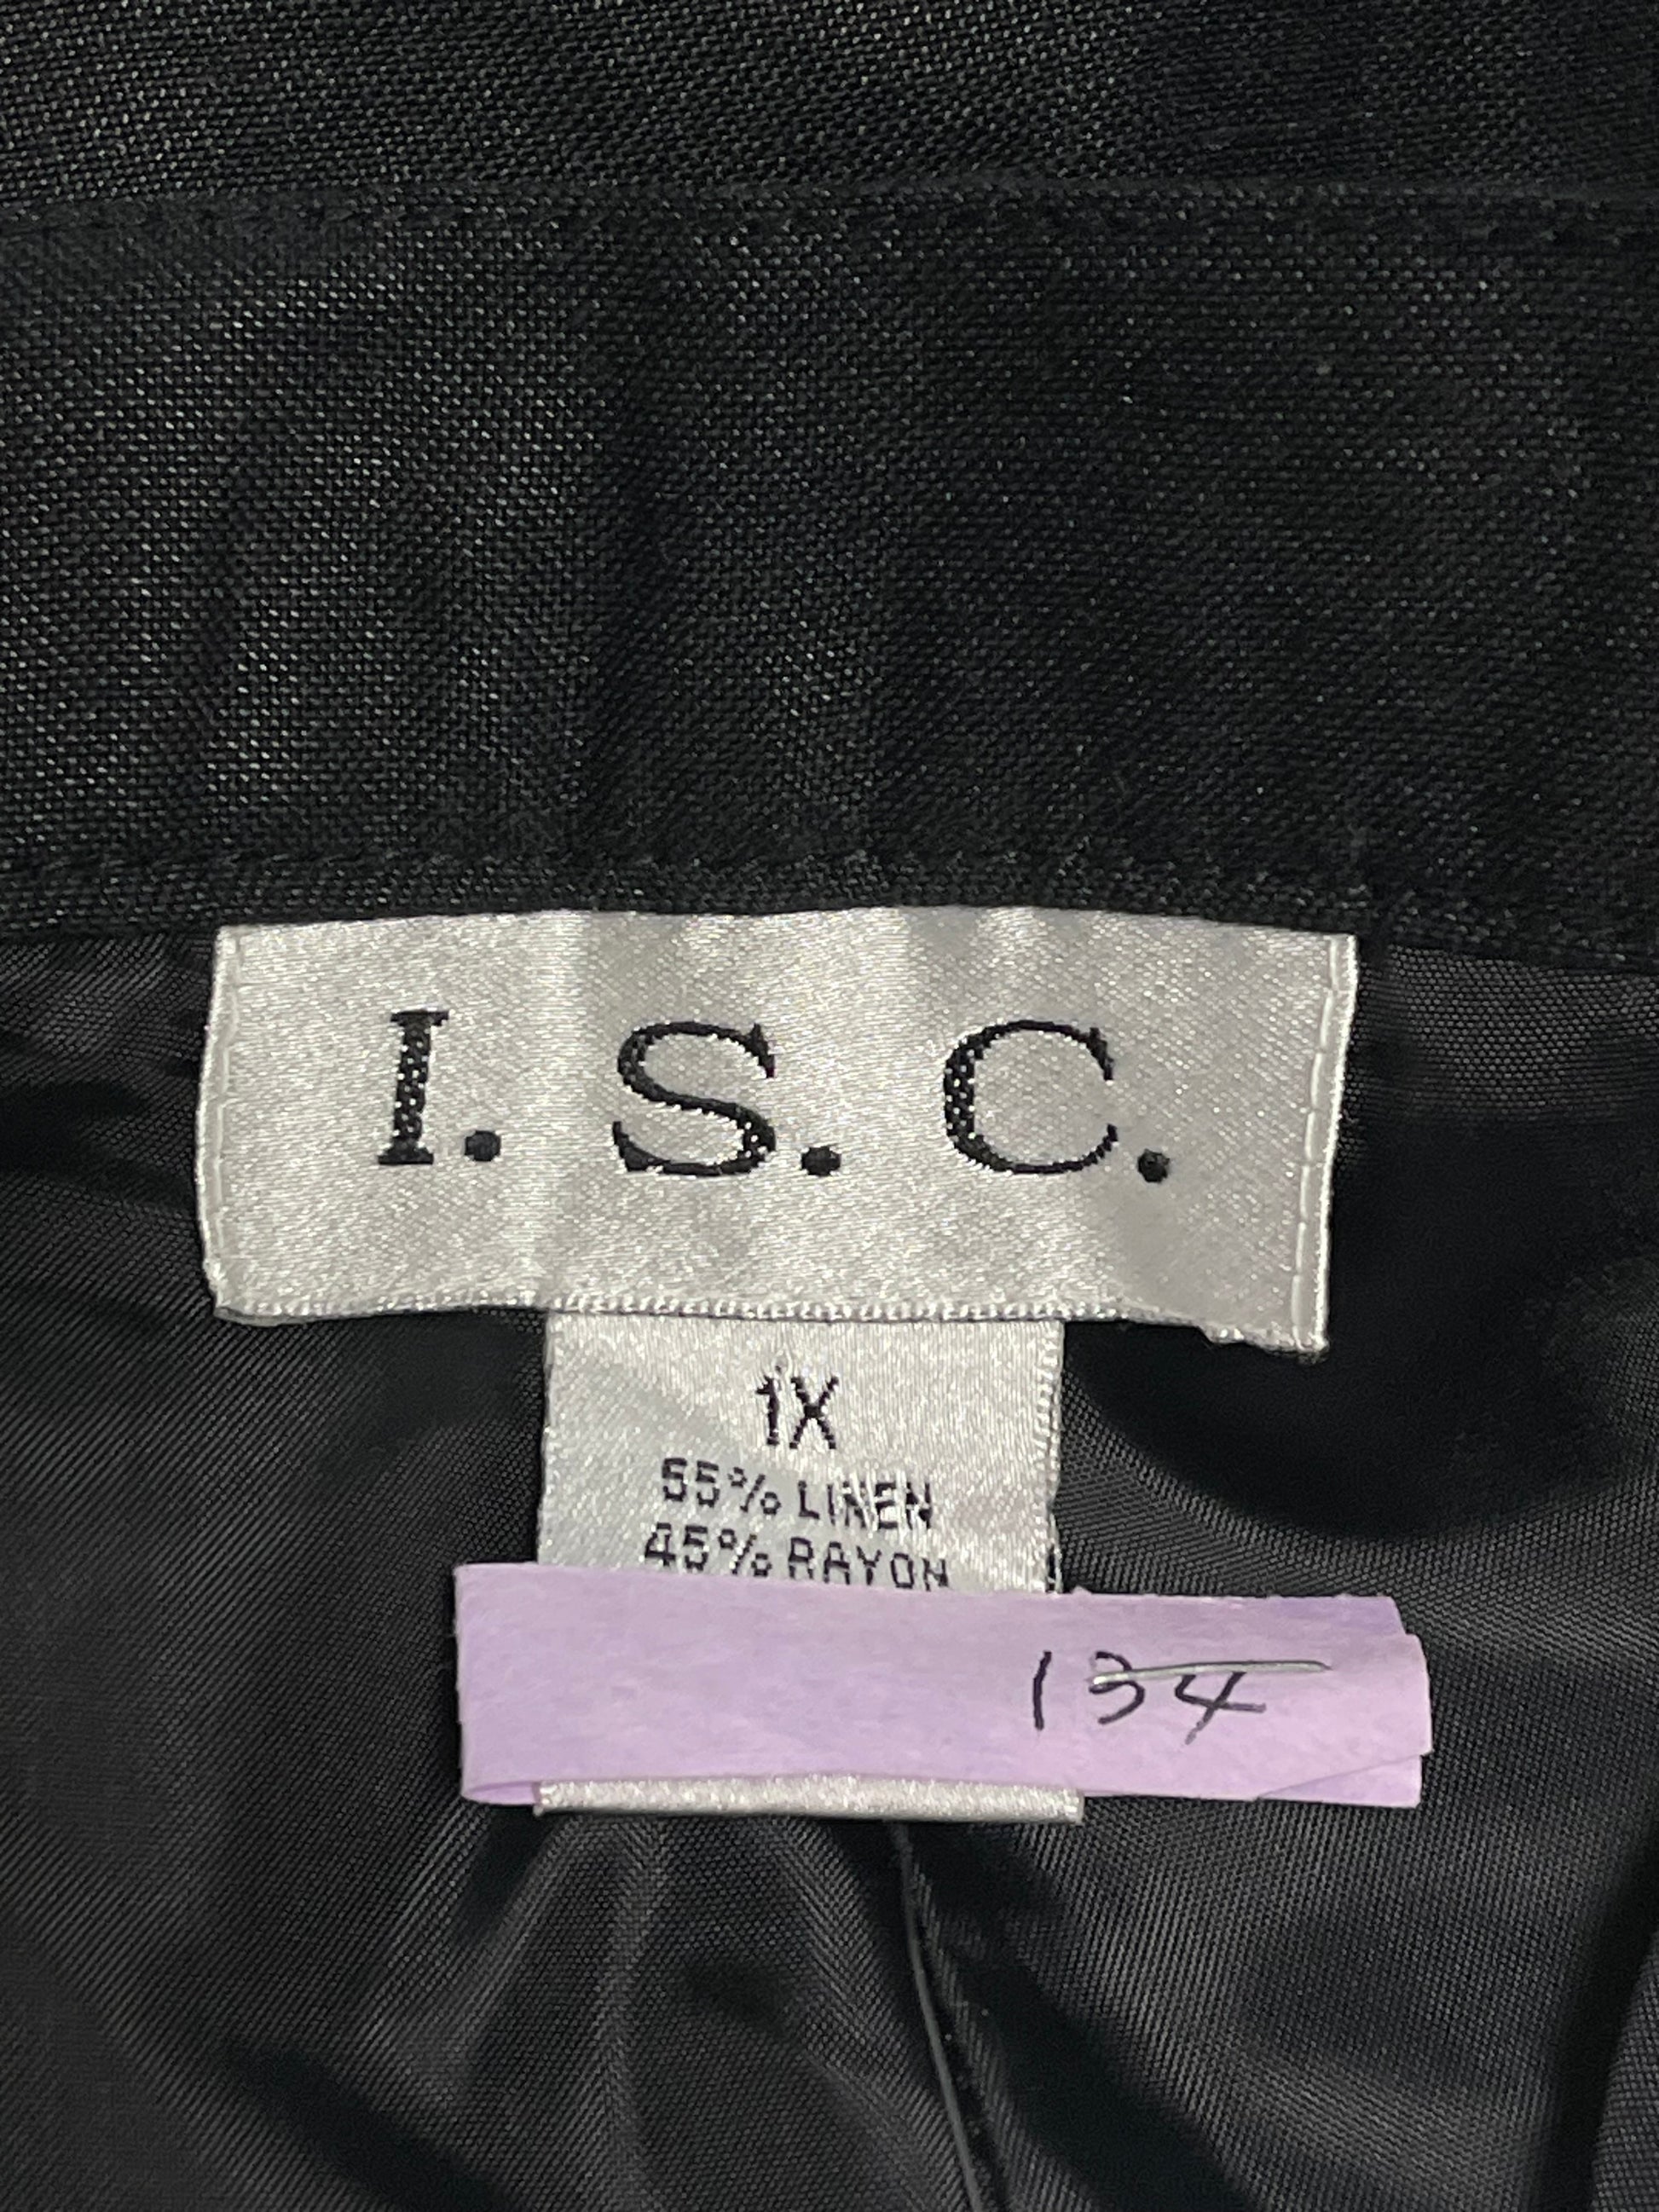 I. S. C.
1X
55% LINEN
45% RAYON
134